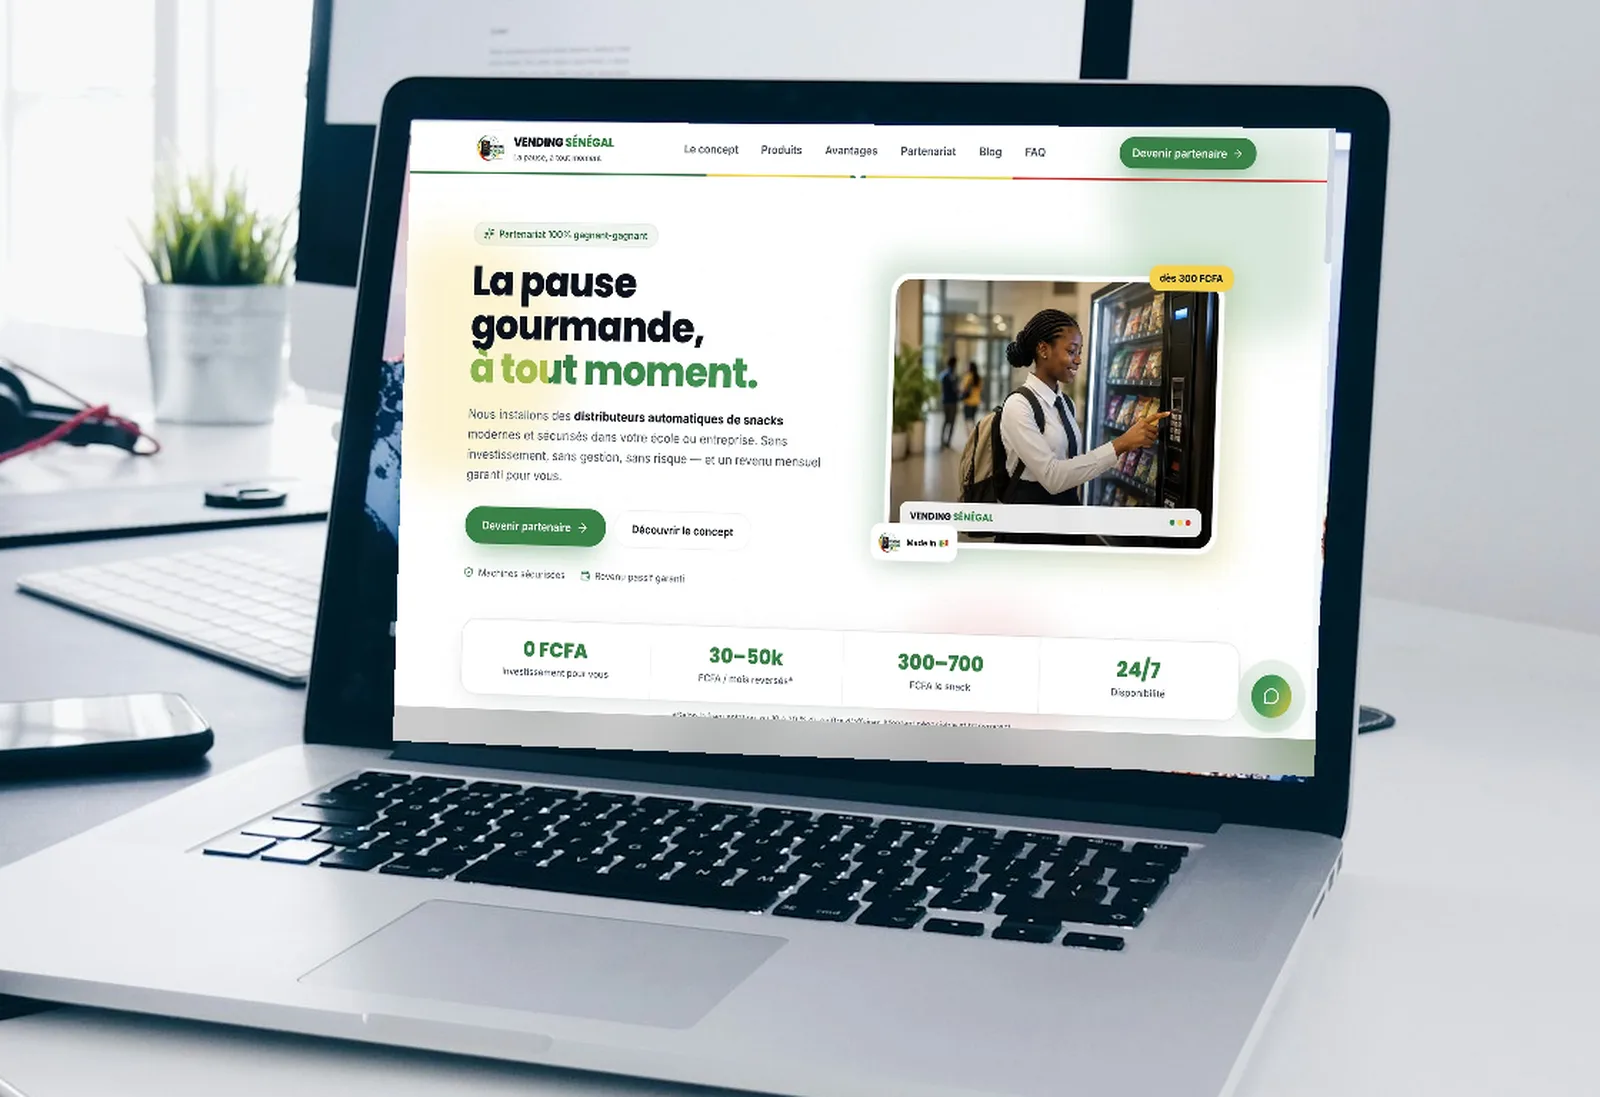 VENDING SÉNÉGAL
La pause, à tout moment
Le concept Produits Avantages Partenariat Blog FAQ
Devenir partenaire →
Partenariat 100% gagnant-gagnant
dès 300 FCFA
La pause
gourmande,
à tout moment.
Nous installons des distributeurs automatiques de snacks
modernes et sécurisés dans votre école ou entreprise. Sans
investissement, sans gestion, sans risque — et un revenu mensuel
garanti pour vous.
VENDING SÉNÉGAL
Made in
Devenir partenaire →
Découvrir le concept
Machines sécurisées
Revenu passif garanti
0 FCFA
Investissement pour vous
30–50k
FCFA / mois reversés*
300–700
FCFA le snack
24/7
Disponibilité
cmd